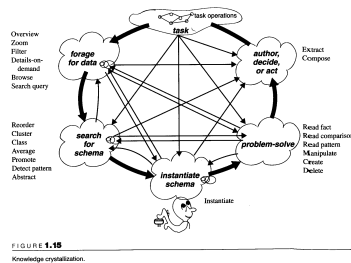 task operations
task
Overview
Zoom
Filter
Details-on-
demand
Browse
Search query
forage
for data
author,
decide,
or act
Extract
Compose
Reorder
Cluster
Class
Average
Promote
Detect pattern
Abstract
search
for
schema
problem-solve
Read fact
Read comparison
Read pattern
Manipulate
Create
Delete
instantiate
schema
Instantiate
FIGURE 1.15
Knowledge crystallization.